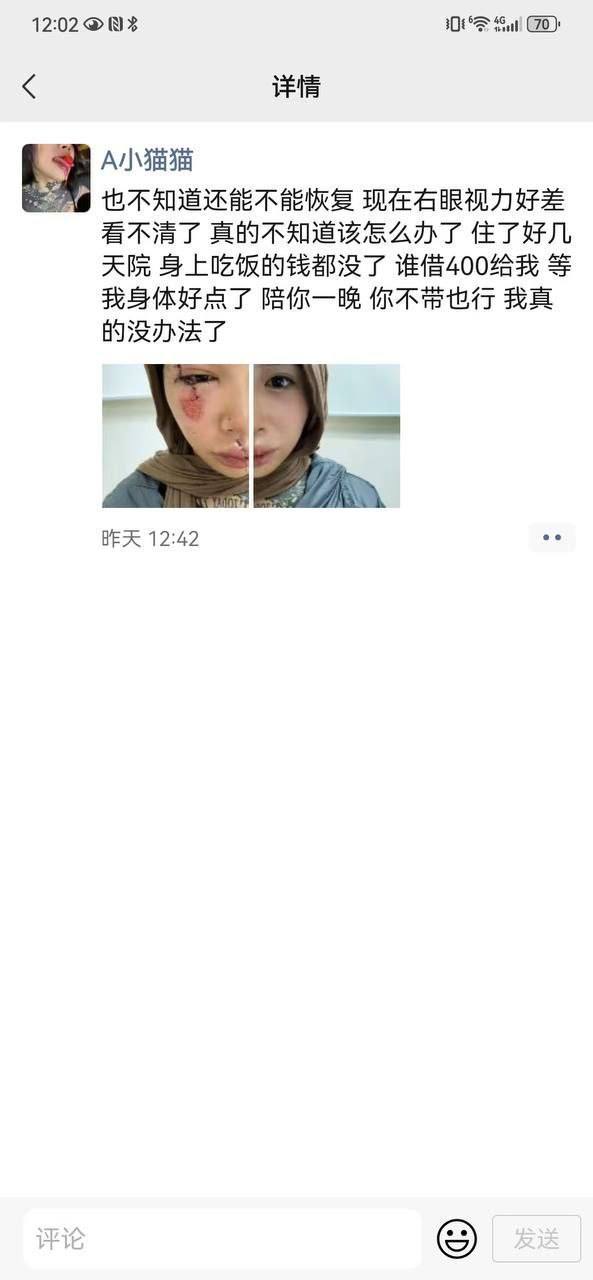 12:02
6 4G 70
详情
A小猫猫
也不知道还能不能恢复 现在右眼视力好差
看不清了 真的不知道该怎么办了 住了好几
天院 身上吃饭的钱都没了 谁借400给我 等
我身体好点了 陪你一晚 你不带也行 我真
的没办法了
昨天 12:42
评论
发送